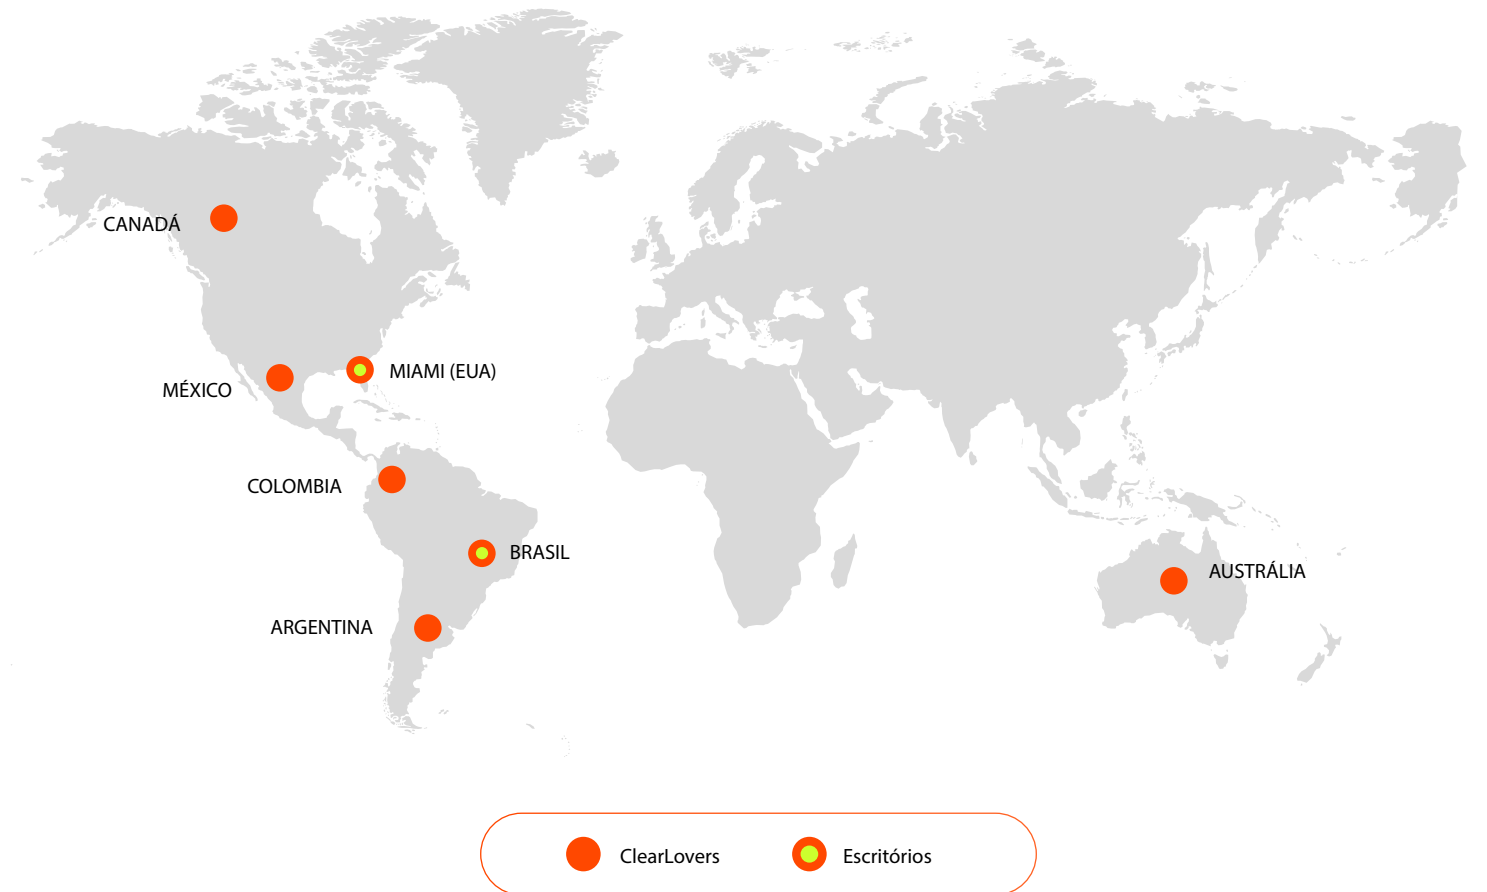 CANADÁ
MIAMI (EUA)
MÉXICO
COLOMBIA
BRASIL
AUSTRÁLIA
ARGENTINA
ClearLovers
Escritórios